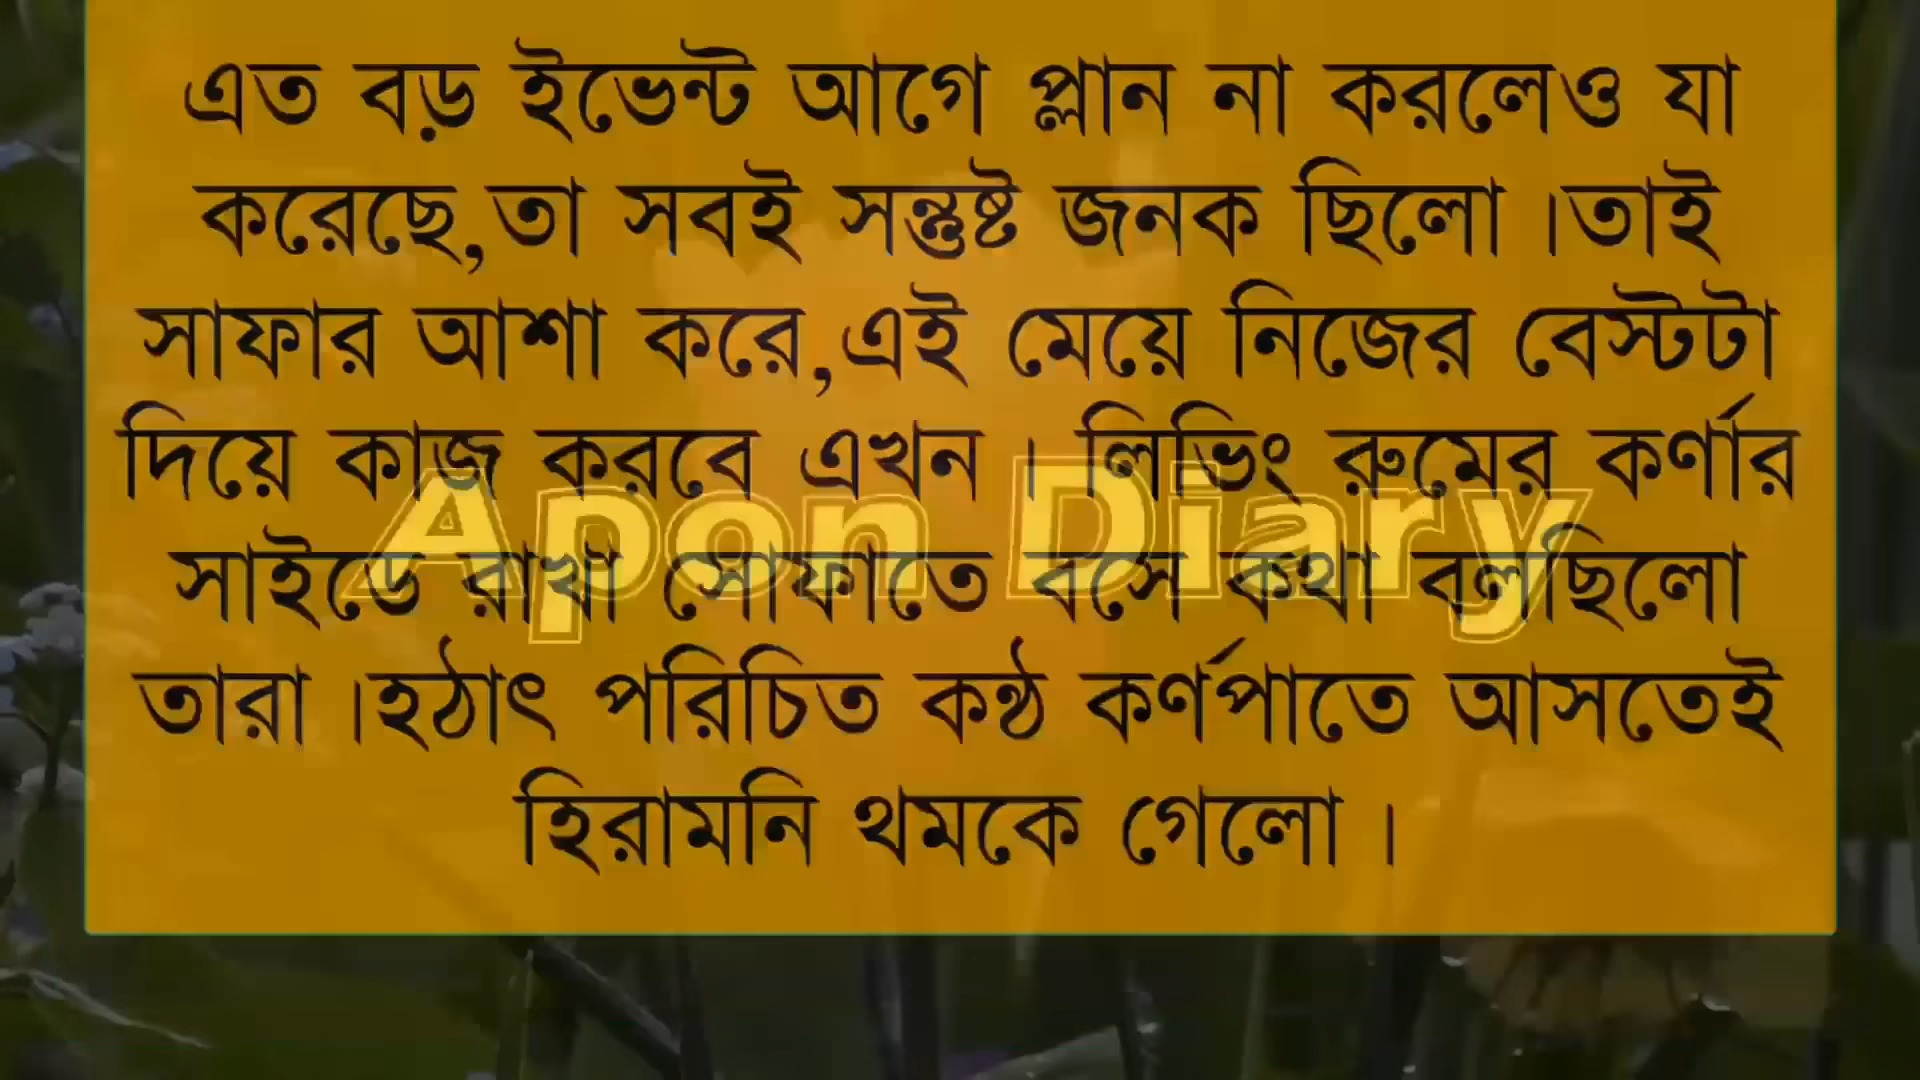 এত বড় ইভেন্ট আগে প্লান না করলেও যা
করেছে,তা সবই সন্তুষ্ট জনক ছিলো ।তাই
সাফার আশা করে,এই মেয়ে নিজের বেস্টটা
দিয়ে কাজ করবে এখন । লিভিং রুমের কর্ণার
Apon Diary
সাইডে রাখা সোফাতে বসে কথা বলছিলো
তারা ।হঠাৎ পরিচিত কন্ঠ কর্ণপাতে আসতেই
হিরামনি থমকে গেলো ।